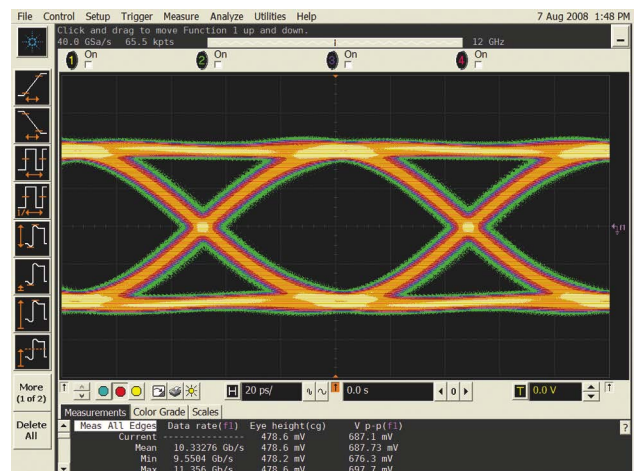 File Control Setup Trigger Measure Analyze Utilities Help 7 Aug 2008 1:48 PM
Click and drag to move Function 1 up and down.
40.0 GSa/s 65.5 kpts 12 GHz
1 On 2 On 3 On 4 On
More
(1 of 2)
Delete
All
H 20 ps/ 0.0 s 0 T 0.0 V
Measurements Color Grade Scales
Meas All Edges Data rate(f1) Eye height(cg) V p-p(f1) ?
Current --------------- 478.6 mV 687.1 mV
Mean 10.33276 Gb/s 478.6 mV 687.73 mV
Min 9.5504 Gb/s 478.2 mV 676.3 mV
Max 11.356 Gb/s 478.6 mV 697.7 mV